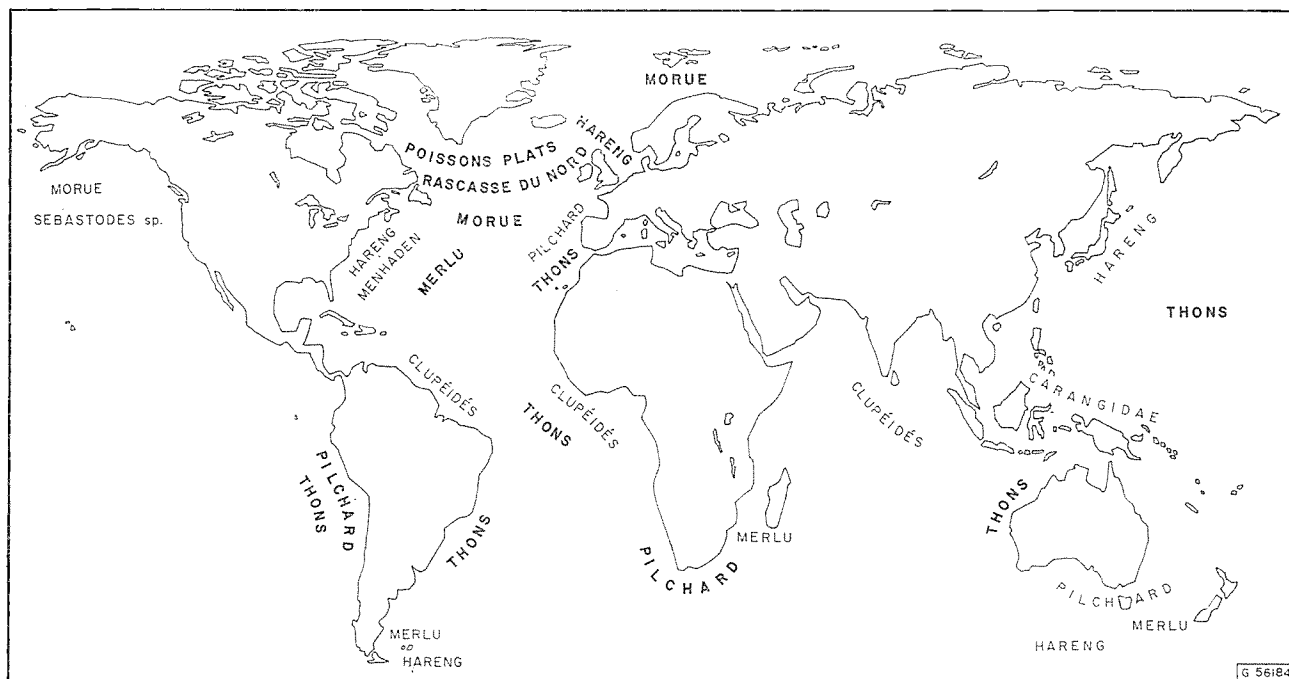 MORUE
HARENG
POISSONS PLATS
RASCASSE DU NORD
MORUE
SEBASTODES sp.
MORUE
PILCHARD
HARENG
MENHADEN
MERLU
THONS
HARENG
THONS
CLUPÉIDÉS
CLUPÉIDÉS
THONS
CLUPÉIDÉS
CARANGIDAE
PILCHARD
THONS
THONS
THONS
MERLU
PILCHARD
PILCHARD
MERLU
MERLU
HARENG
HARENG
G 56184